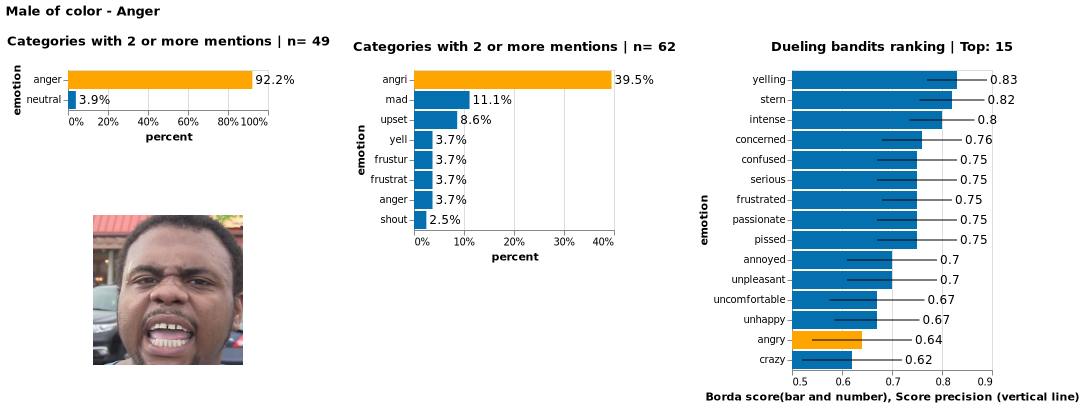 Male of color - Anger
Categories with 2 or more mentions | n= 49
emotion
anger 92.2%
neutral 3.9%
0% 20% 40% 60% 80% 100%
percent
Categories with 2 or more mentions | n= 62
emotion
angri 39.5%
mad 11.1%
upset 8.6%
yell 3.7%
frustur 3.7%
frustrat 3.7%
anger 3.7%
shout 2.5%
0% 10% 20% 30% 40%
percent
Dueling bandits ranking | Top: 15
emotion
yelling 0.83
stern 0.82
intense 0.8
concerned 0.76
confused 0.75
serious 0.75
frustrated 0.75
passionate 0.75
pissed 0.75
annoyed 0.7
unpleasant 0.7
uncomfortable 0.67
unhappy 0.67
angry 0.64
crazy 0.62
0.5 0.6 0.7 0.8 0.9
Borda score(bar and number), Score precision (vertical line)